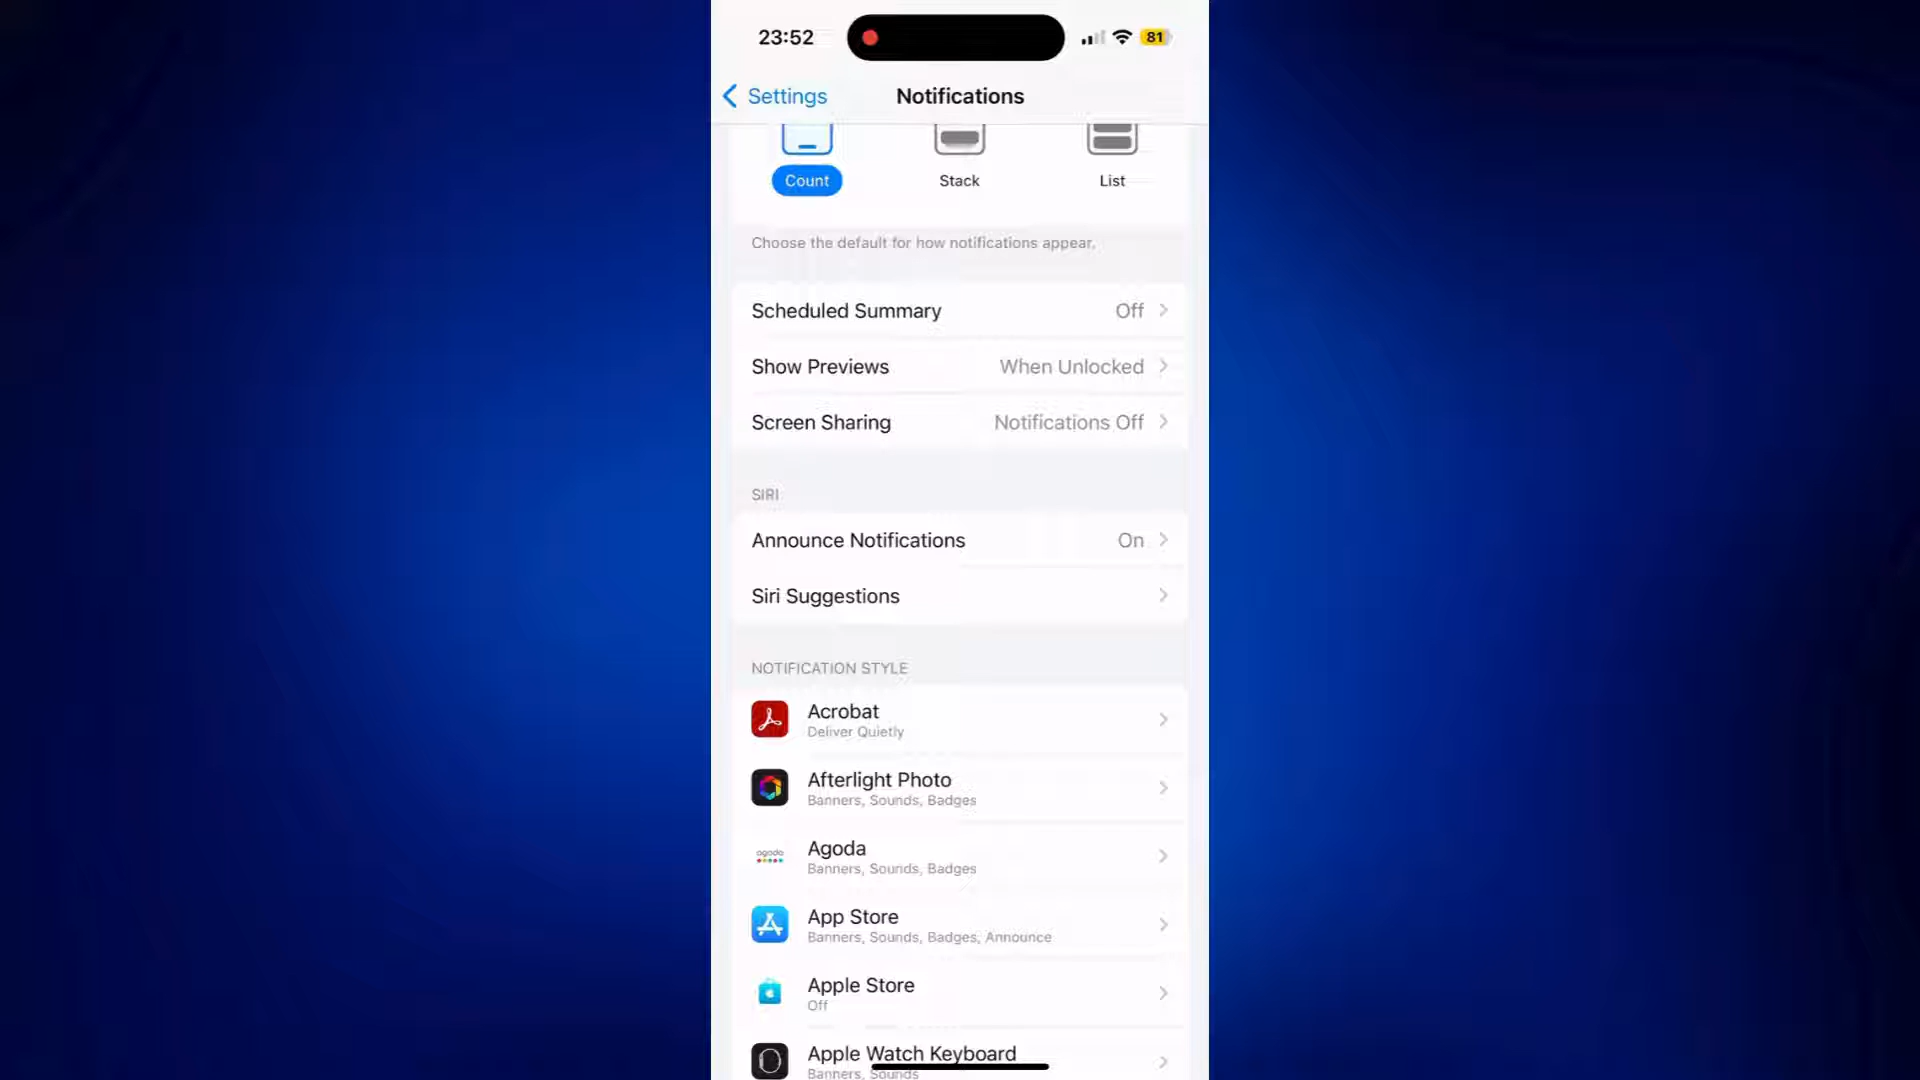 23:52
81
Settings
Notifications
Count
Stack
List
Choose the default for how notifications appear.
Scheduled Summary Off
Show Previews When Unlocked
Screen Sharing Notifications Off
SIRI
Announce Notifications On
Siri Suggestions
NOTIFICATION STYLE
Acrobat
Deliver Quietly
Afterlight Photo
Banners, Sounds, Badges
agoda
Agoda
Banners, Sounds, Badges
App Store
Banners, Sounds, Badges, Announce
Apple Store
Off
Apple Watch Keyboard
Banners, Sounds